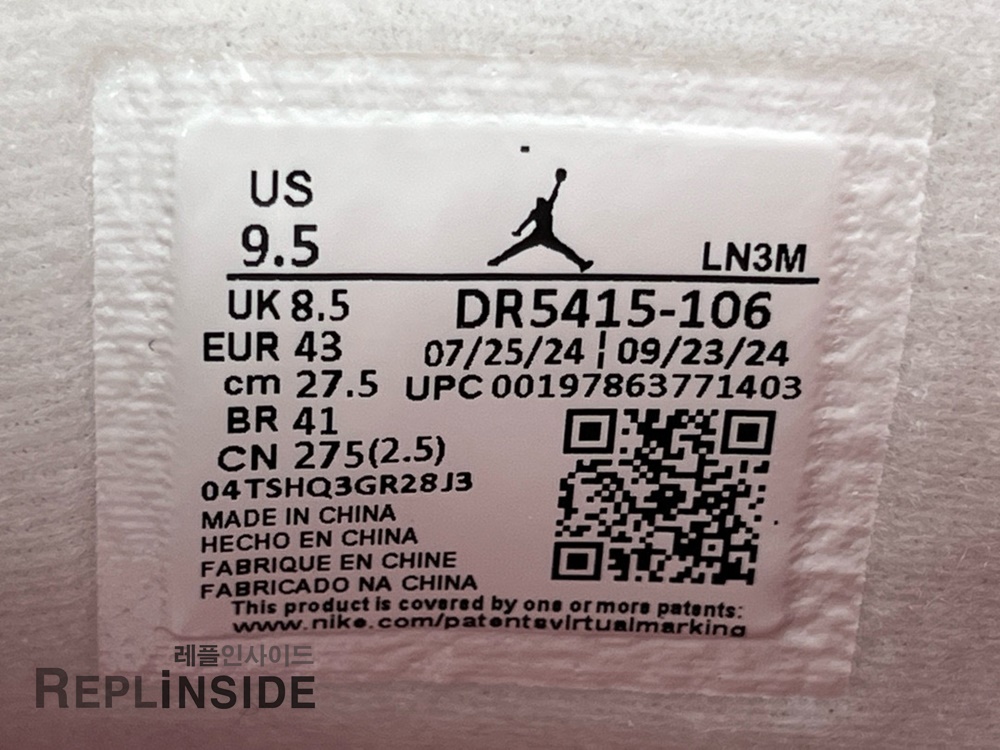 US
9.5
LN3M
UK 8.5
DR5415-106
EUR 43
07/25/24 ¦ 09/23/24
cm 27.5
UPC 00197863771403
BR 41
CN 275(2.5)
04TSHQ3GR28J3
MADE IN CHINA
HECHO EN CHINA
FABRIQUE EN CHINE
FABRICADO NA CHINA
This product is covered by one or more patents:
www.nike.com/patentsvirtualmarking
레플인사이드
REPLiNSIDE